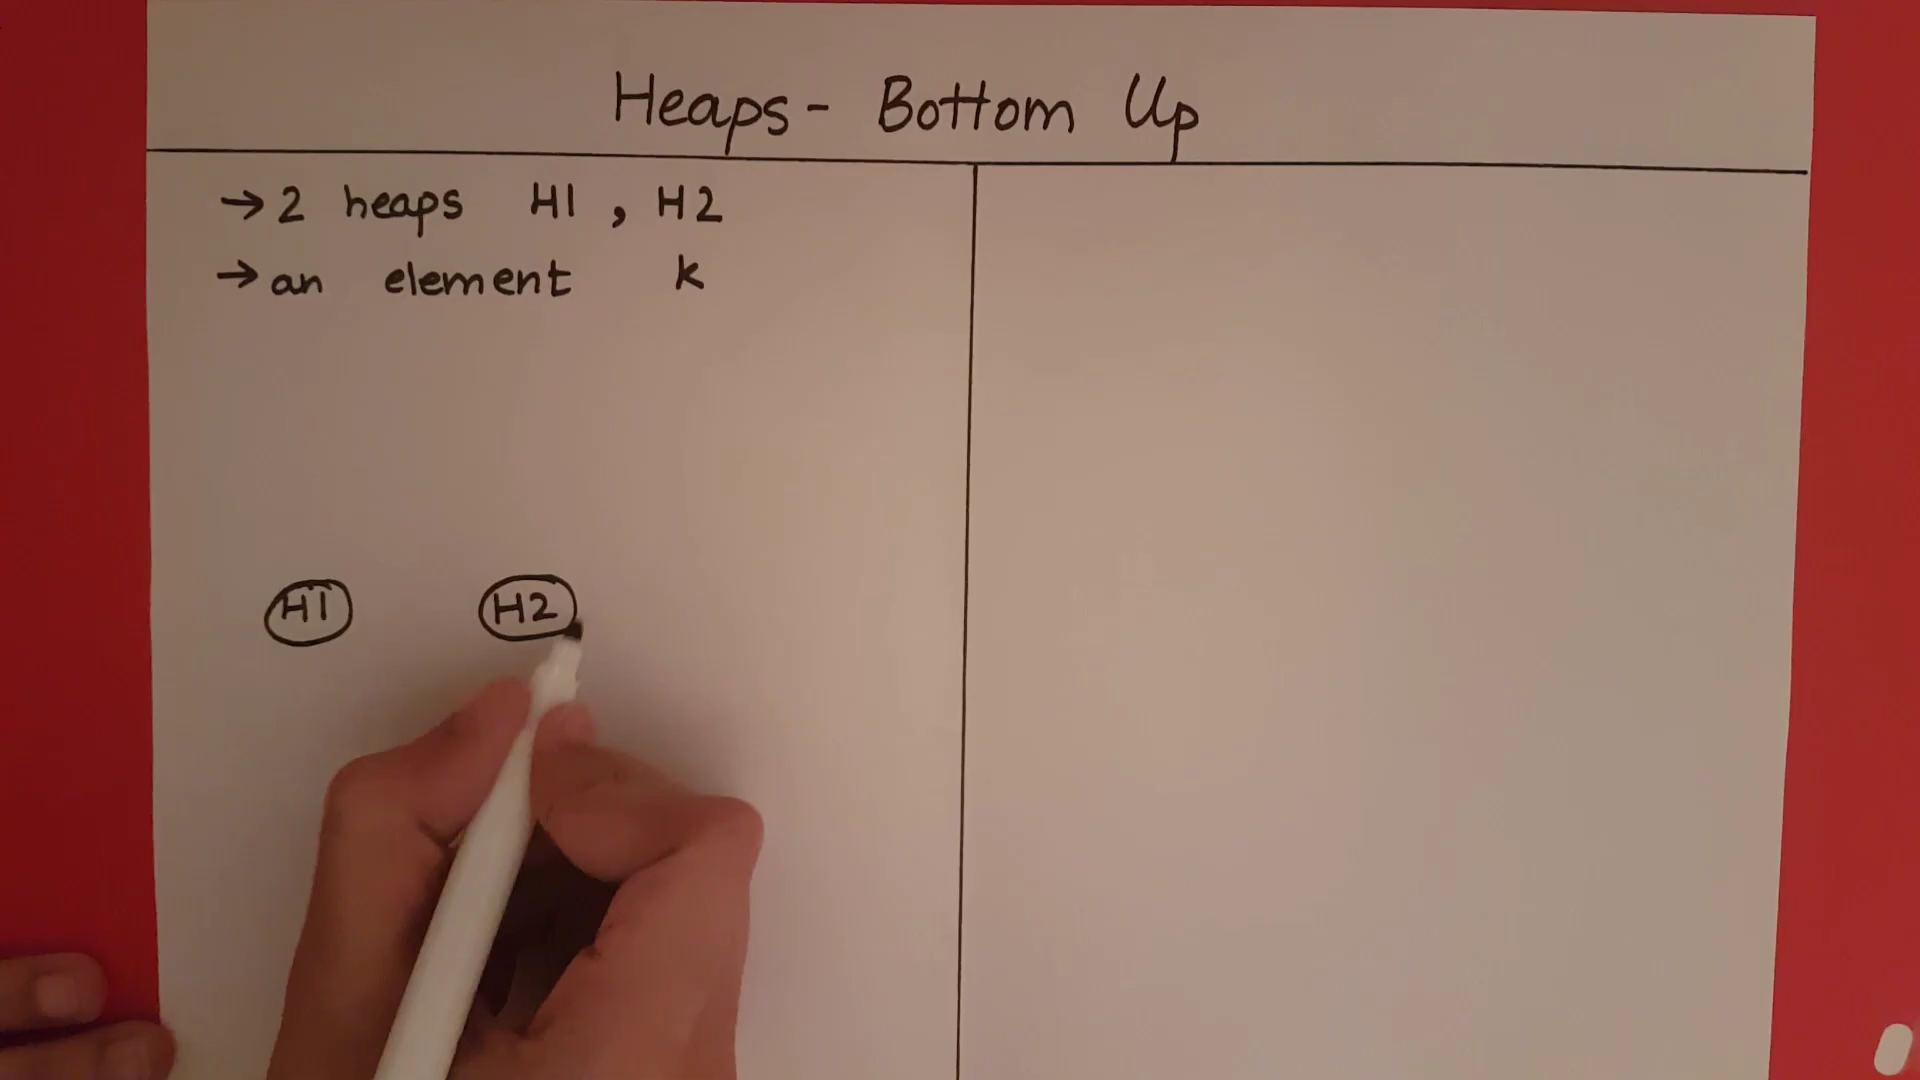 Heaps - Bottom Up
→ 2 heaps H1 , H2
→ an element k
H1 H2